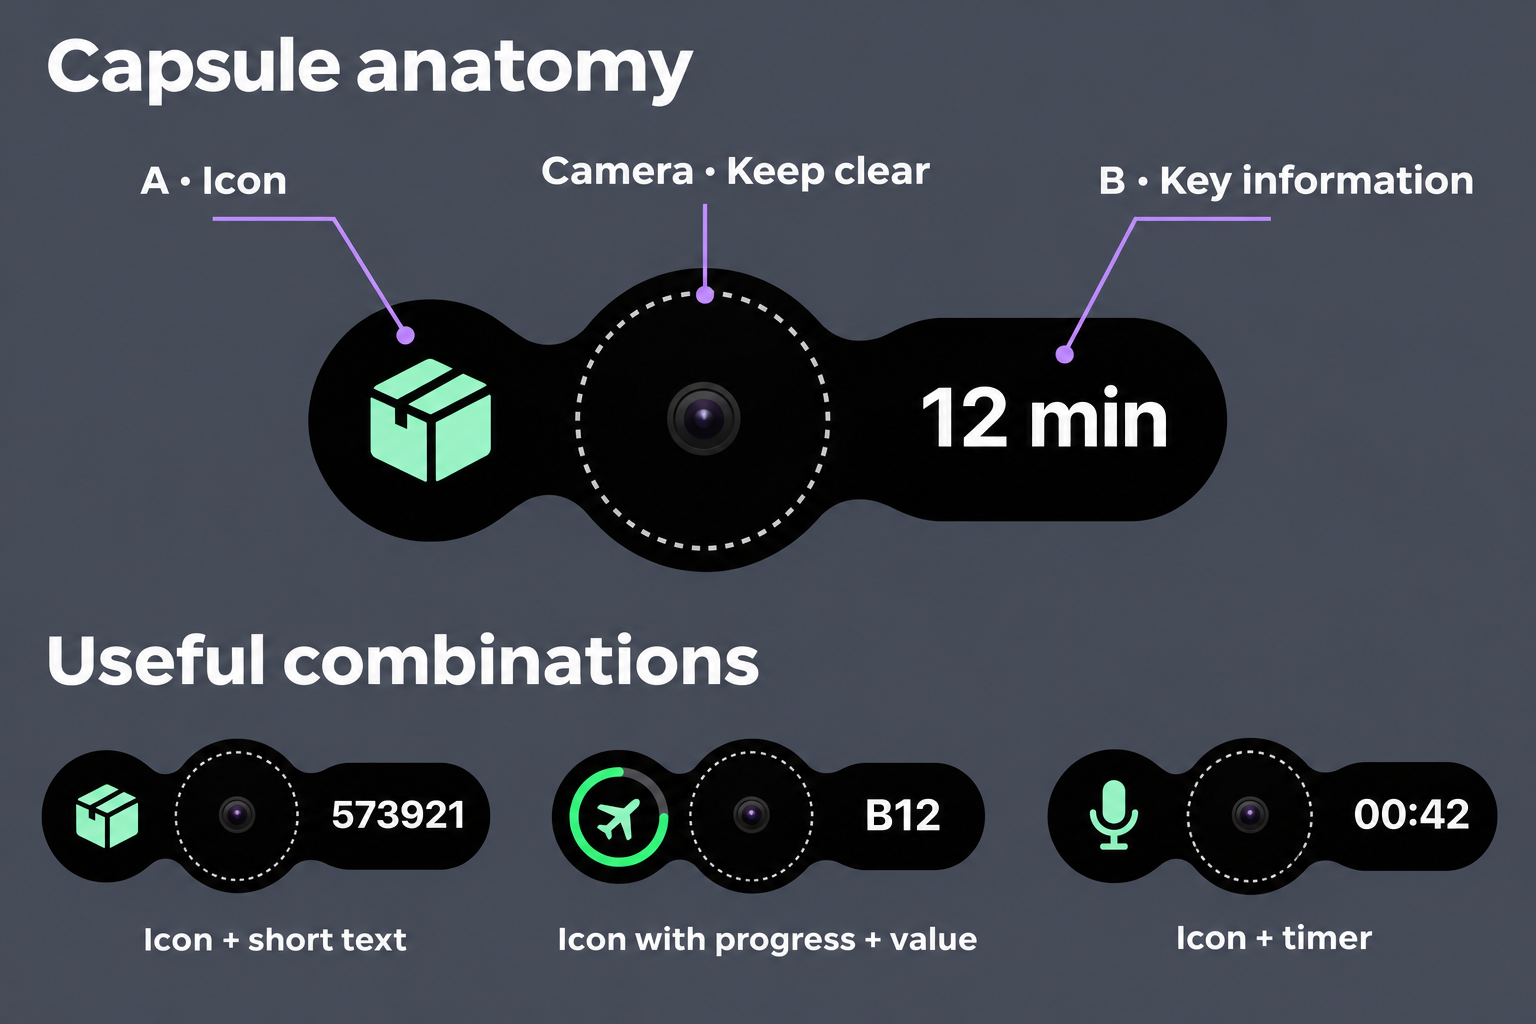 Capsule anatomy
A • Icon
Camera • Keep clear
B • Key information
12 min
Useful combinations
573921
B12
00:42
Icon + short text
Icon with progress + value
Icon + timer